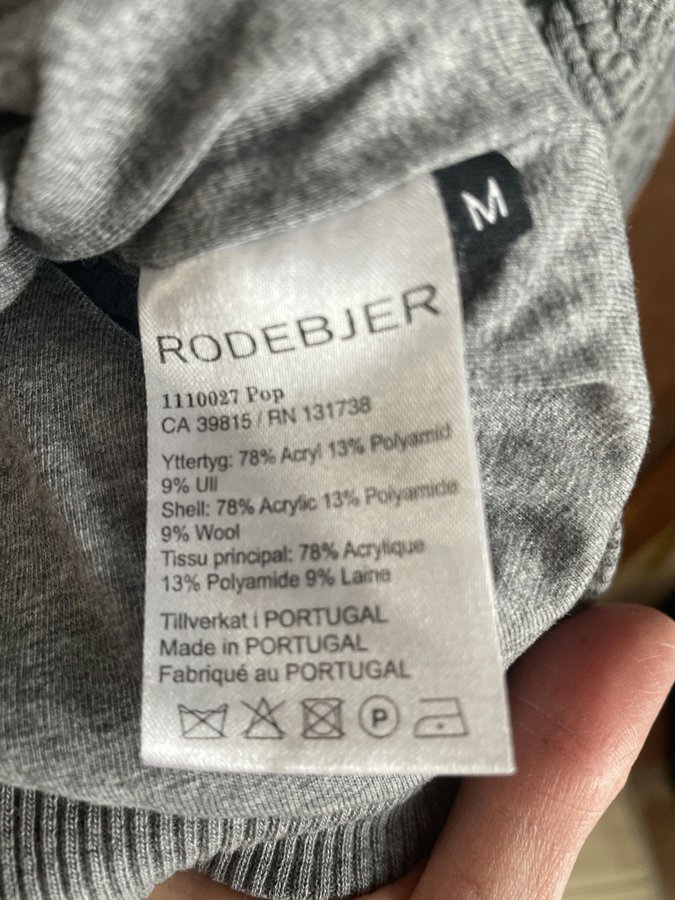 M
RODEBJER
1110027 Pop
CA 39815 / RN 131738
Yttertyg: 78% Acryl 13% Polyamid
9% Ull
Shell: 78% Acrylic 13% Polyamide
9% Wool
Tissu principal: 78% Acrylique
13% Polyamide 9% Laine
Tillverkat i PORTUGAL
Made in PORTUGAL
Fabriqué au PORTUGAL
P